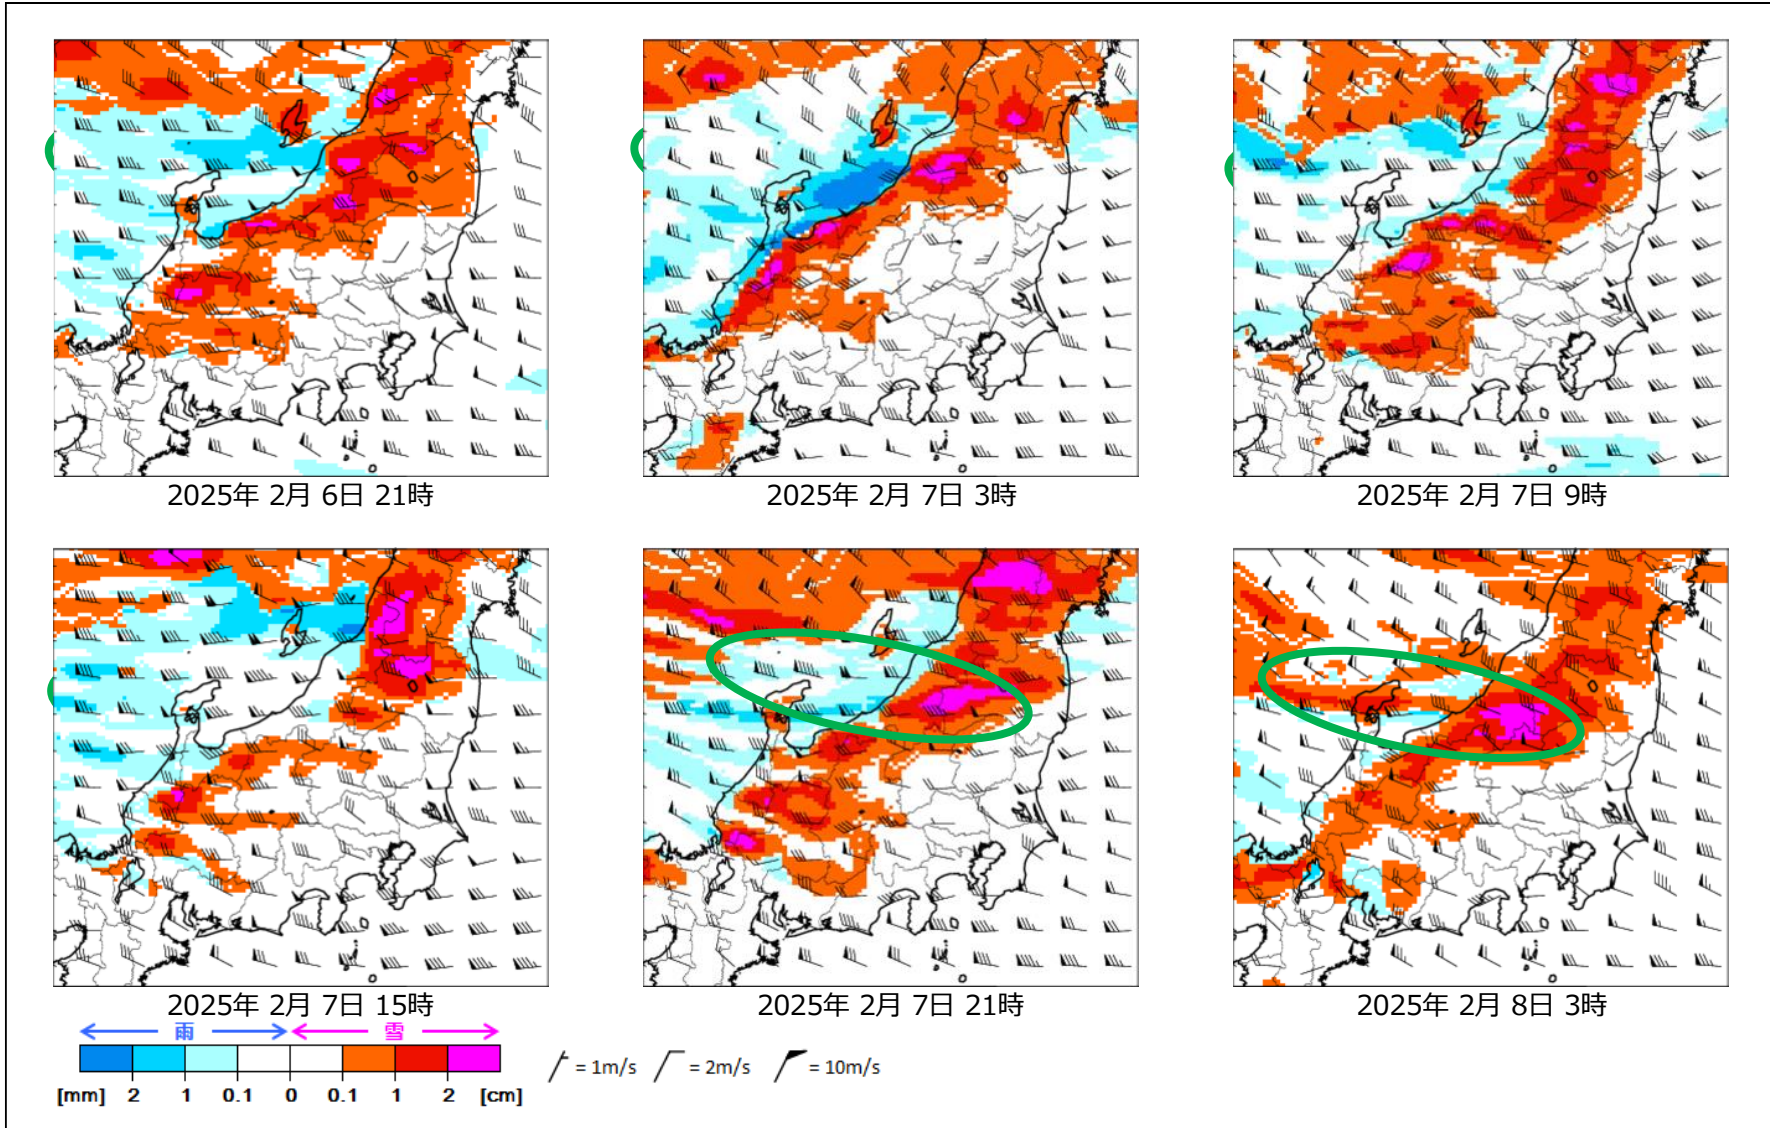 2025年 2月 6日 21時
2025年 2月 7日 3時
2025年 2月 7日 9時
2025年 2月 7日 15時
2025年 2月 7日 21時
2025年 2月 8日 3時
雨 雪
[mm] 2 1 0.1 0 0.1 1 2 [cm]
= 1m/s = 2m/s = 10m/s